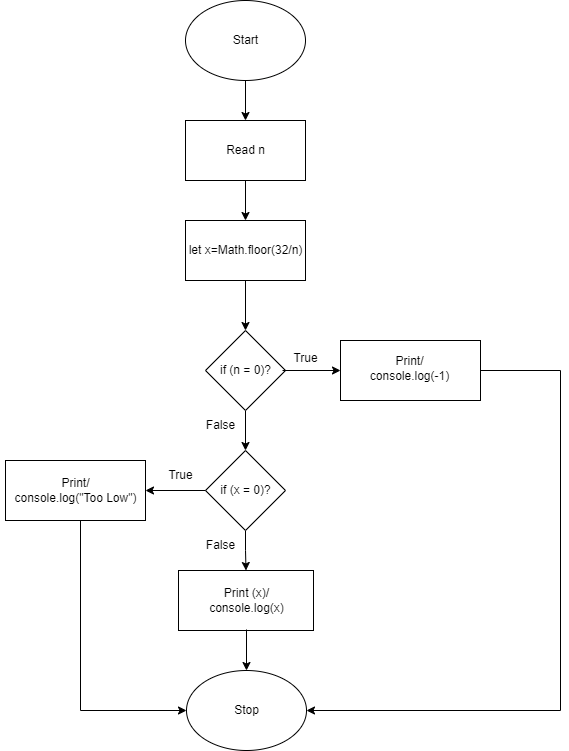 Start
Read n
let x=Math.floor(32/n)
if (n = 0)?
True
Print/
console.log(-1)
False
if (x = 0)?
True
Print/
console.log("Too Low")
False
Print (x)/
console.log(x)
Stop